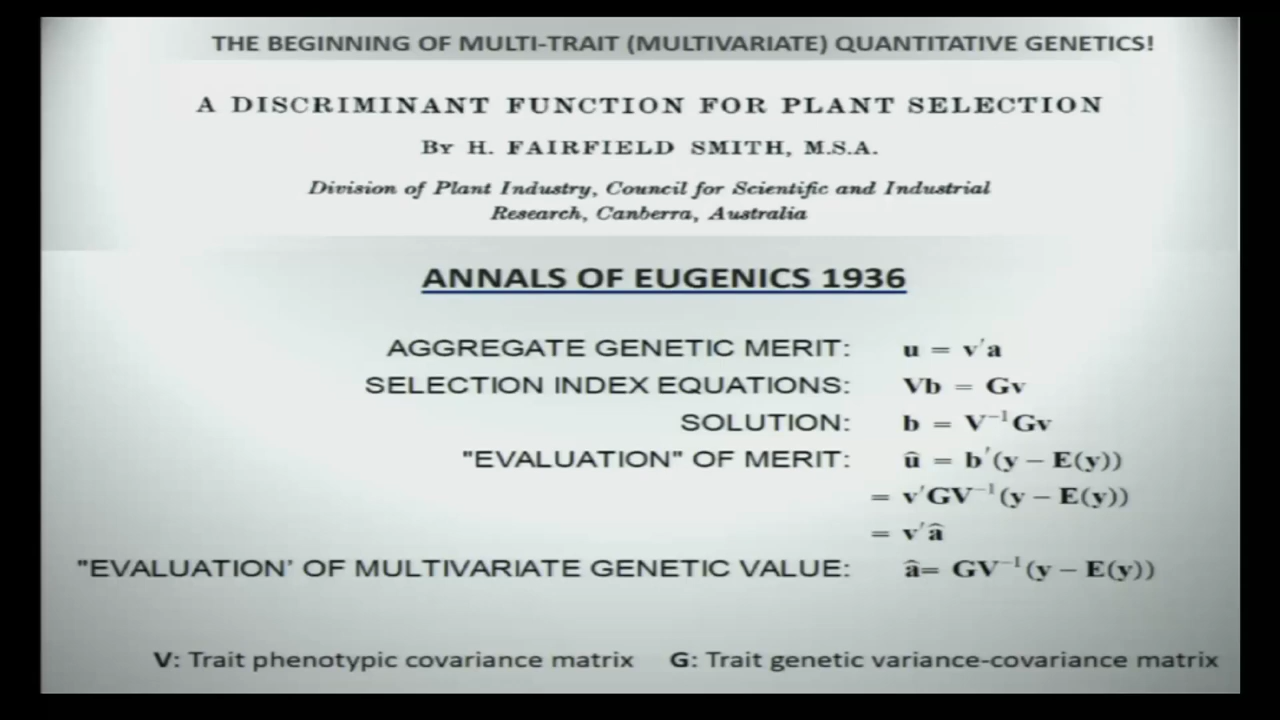 THE BEGINNING OF MULTI-TRAIT (MULTIVARIATE) QUANTITATIVE GENETICS!
A DISCRIMINANT FUNCTION FOR PLANT SELECTION
By H. FAIRFIELD SMITH, M.S.A.
Division of Plant Industry, Council for Scientific and Industrial
Research, Canberra, Australia
ANNALS OF EUGENICS 1936
AGGREGATE GENETIC MERIT: u = v′a
SELECTION INDEX EQUATIONS: Vb = Gv
SOLUTION: b = V⁻¹Gv
"EVALUATION" OF MERIT: û = b′(y − E(y))
= v′GV⁻¹(y − E(y))
= v′â
"EVALUATION' OF MULTIVARIATE GENETIC VALUE: â= GV⁻¹(y − E(y))
V: Trait phenotypic covariance matrix G: Trait genetic variance-covariance matrix